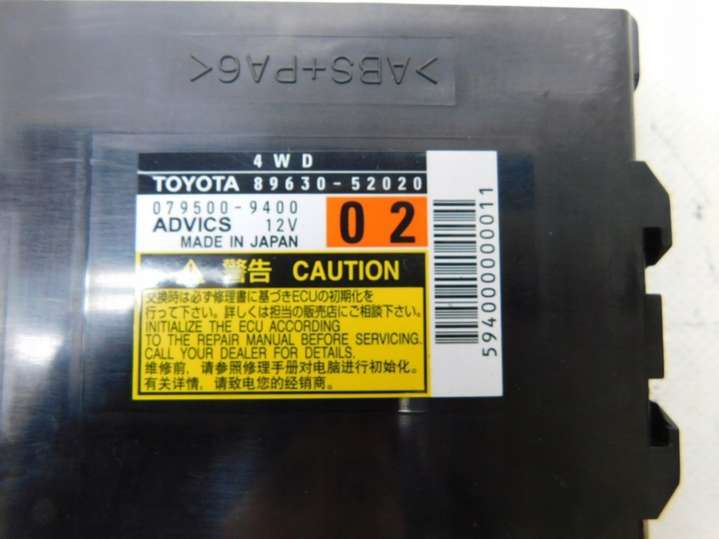 >ABS+PA6<
4WD
TOYOTA 89630-52020
079500-9400
ADVICS 12V
MADE IN JAPAN
02
警告 CAUTION
交換時は必ず修理書に基づきECUの初期化を
行って下さい。詳しくは担当の販売店にご相談下さい。
INITIALIZE THE ECU ACCORDING
TO THE REPAIR MANUAL BEFORE SERVICING.
CALL YOUR DEALER FOR DETAILS.
维修前，请参照修理手册对电脑进行初始化。
有关详情，请致电您的经销商。
5940000000011